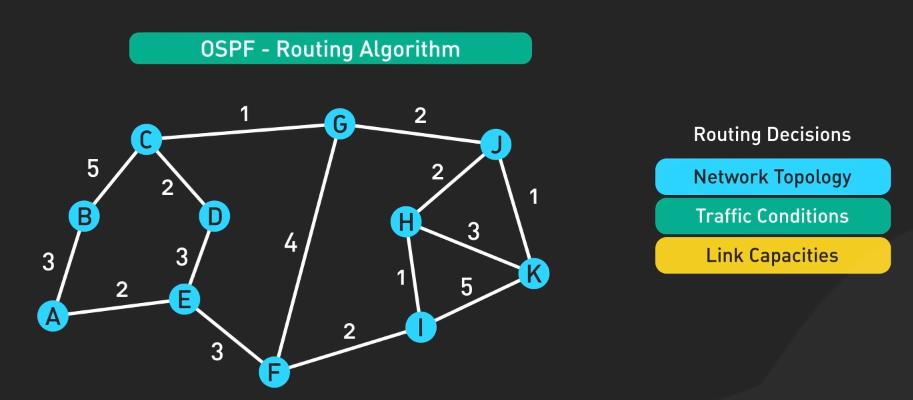 OSPF - Routing Algorithm
1
G
2
C
J
5
2
2
1
B
D
H
3
4
3
3
K
2
1
5
A
E
I
3
2
F
Routing Decisions
Network Topology
Traffic Conditions
Link Capacities